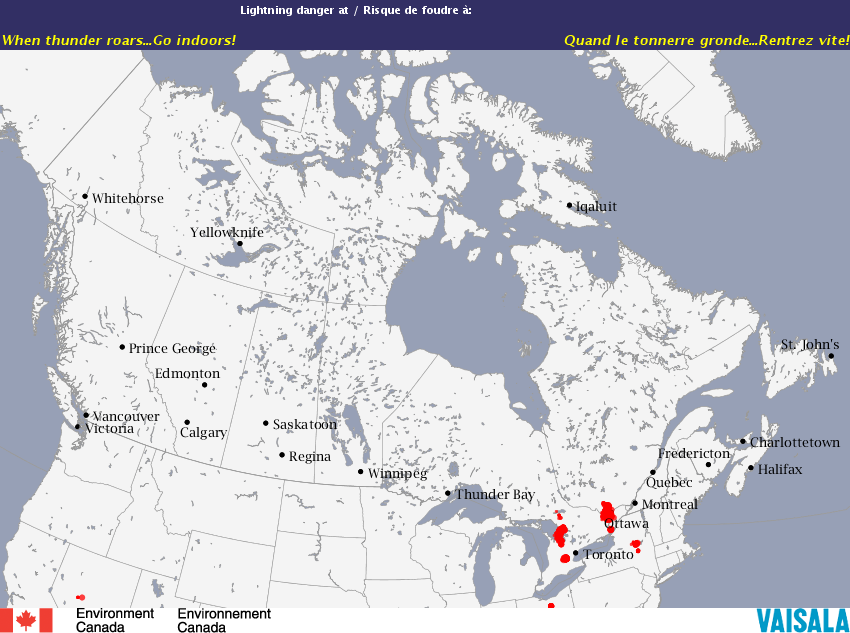 Lightning danger at / Risque de foudre à:
When thunder roars...Go indoors!
Quand le tonnerre gronde...Rentrez vite!
Whitehorse
Iqaluit
Yellowknife
St. John's
Prince George
Edmonton
Vancouver
Victoria
Calgary
Saskatoon
Regina
Winnipeg
Thunder Bay
Charlottetown
Fredericton
Halifax
Quebec
Montreal
Ottawa
Toronto
Environment
Canada
Environnement
Canada
VAISALA